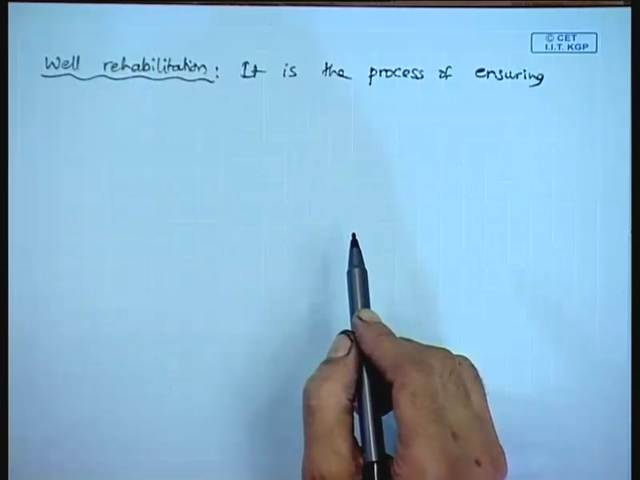 © CET
I.I.T. KGP
Well rehabilitation: It is the process of ensuring